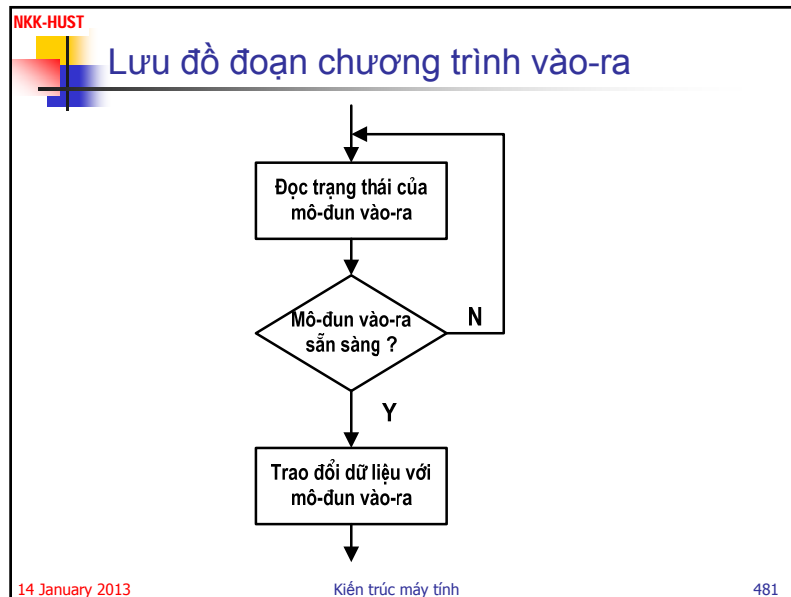 NKK-HUST
Lưu đồ đoạn chương trình vào-ra
Đọc trạng thái của
mô-đun vào-ra
Mô-đun vào-ra
sẵn sàng ?
N
Y
Trao đổi dữ liệu với
mô-đun vào-ra
14 January 2013
Kiến trúc máy tính
481